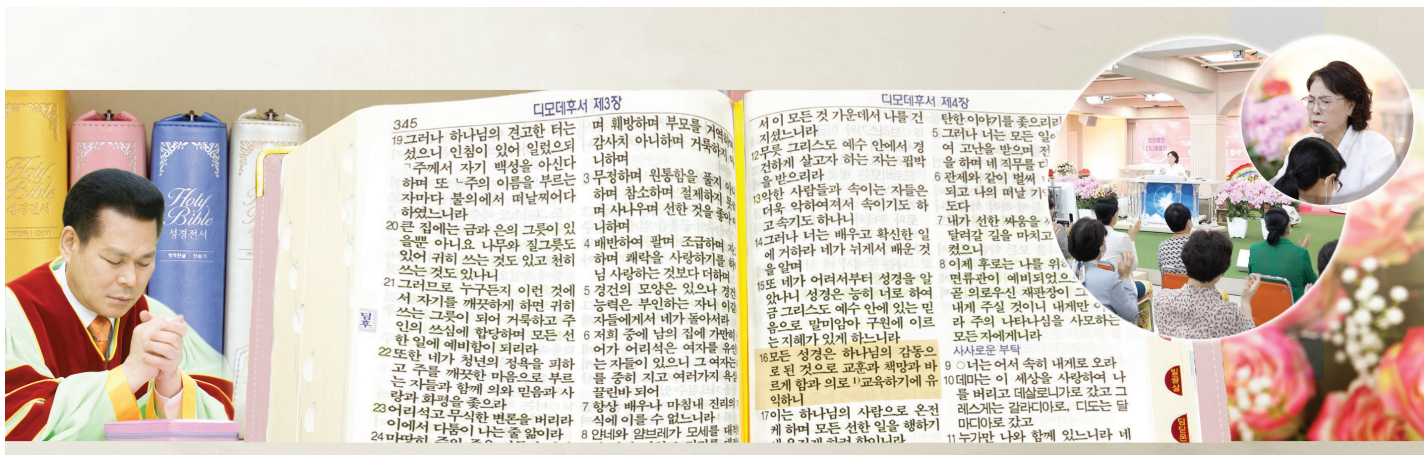 디모데후서 제3장
345
19 그러나 하나님의 견고한 터는
섰으니 인침이 있어 일렀으되
주께서 자기 백성을 아신다
하며 또 주의 이름을 부르는
자마다 불의에서 떠날찌어다
하였느니라
20 큰 집에는 금과 은의 그릇이 있
을뿐 아니요 나무와 질그릇도
있어 귀히 쓰는 것도 있고 천히
쓰는 것도 있나니
21 그러므로 누구든지 이런 것에
서 자기를 깨끗하게 하면 귀히
쓰는 그릇이 되어 거룩하고 주
인의 쓰심에 합당하며 모든 선
한 일에 예비함이 되리라
22 또한 네가 청년의 정욕을 피하
고 주를 깨끗한 마음으로 부르
는 자들과 함께 의와 믿음과 사
랑과 화평을 좇으라
23 어리석고 무식한 변론을 버리라
이에서 다툼이 나는 줄 앎이라
며 훼방하며 부모를
감사치 아니하며 거룩하지
니하며
3 무정하며 원통함을 풀지
하며 참소하며 절제하지
며 사나우며 선한 것을
니하며
4 배반하여 팔며 조급하며
하며 쾌락을 사랑하기를
님 사랑하는 것보다 더하며
5 경건의 모양은 있으나
능력은 부인하는 자니
자들에게서 네가 돌아서라
6 저희 중에 남의 집에 가만히
어가 어리석은 여자를
는 자들이 있으니 그 여자는
를 중히 지고 여러가지
끌린바 되어
7 항상 배우나 마침내 진리의
식에 이를 수 없느니라
8 얀네와 얌브레가 모세를
딤후
디모데후서 제4장
서 이 모든 것 가운데서 나를 건
지셨느니라
12 무릇 그리스도 예수 안에서 경
건하게 살고자 하는 자는 핍박
을 받으리라
13 악한 사람들과 속이는 자들은
더욱 악하여져서 속이기도 하
고 속기도 하나니
14 그러나 너는 배우고 확신한 일
에 거하라 네가 뉘게서 배운 것
을 알며
15 또 네가 어려서부터 성경을 알
았나니 성경은 능히 너로 하여
금 그리스도 예수 안에 있는 믿
음으로 말미암아 구원에 이르
는 지혜가 있게 하느니라
16 모든 성경은 하나님의 감동으
로 된 것으로 교훈과 책망과 바
르게 함과 의로 교육하기에 유
익하니
17 이는 하나님의 사람으로 온전
케 하며 모든 선한 일을 행하기
탄한 이야기를 좇으리라
5 그러나 너는 모든
여 고난을 받으며
을 하며 네 직무를
6 관제와 같이 벌써
되고 나의 떠날
도다
7 내가 선한 싸움을
달려갈 길을 마치고
켰으니
8 이제 후로는 나를
면류관이 예비되었으
곧 의로우신 재판장이
내게 주실 것이니 내게만
라 주의 나타나심을 사모하는
모든 자에게니라
사사로운 부탁
9 ○너는 어서 속히 내게로 오라
10 데마는 이 세상을 사랑하여 나
를 버리고 데살로니가로 갔고 그
레스게는 갈라디아로, 디도는 달
마디아로 갔고
11 누가만 나와 함께 있느니라 네
Holy
Bible
성경전서
Holy
Bible
성경전서